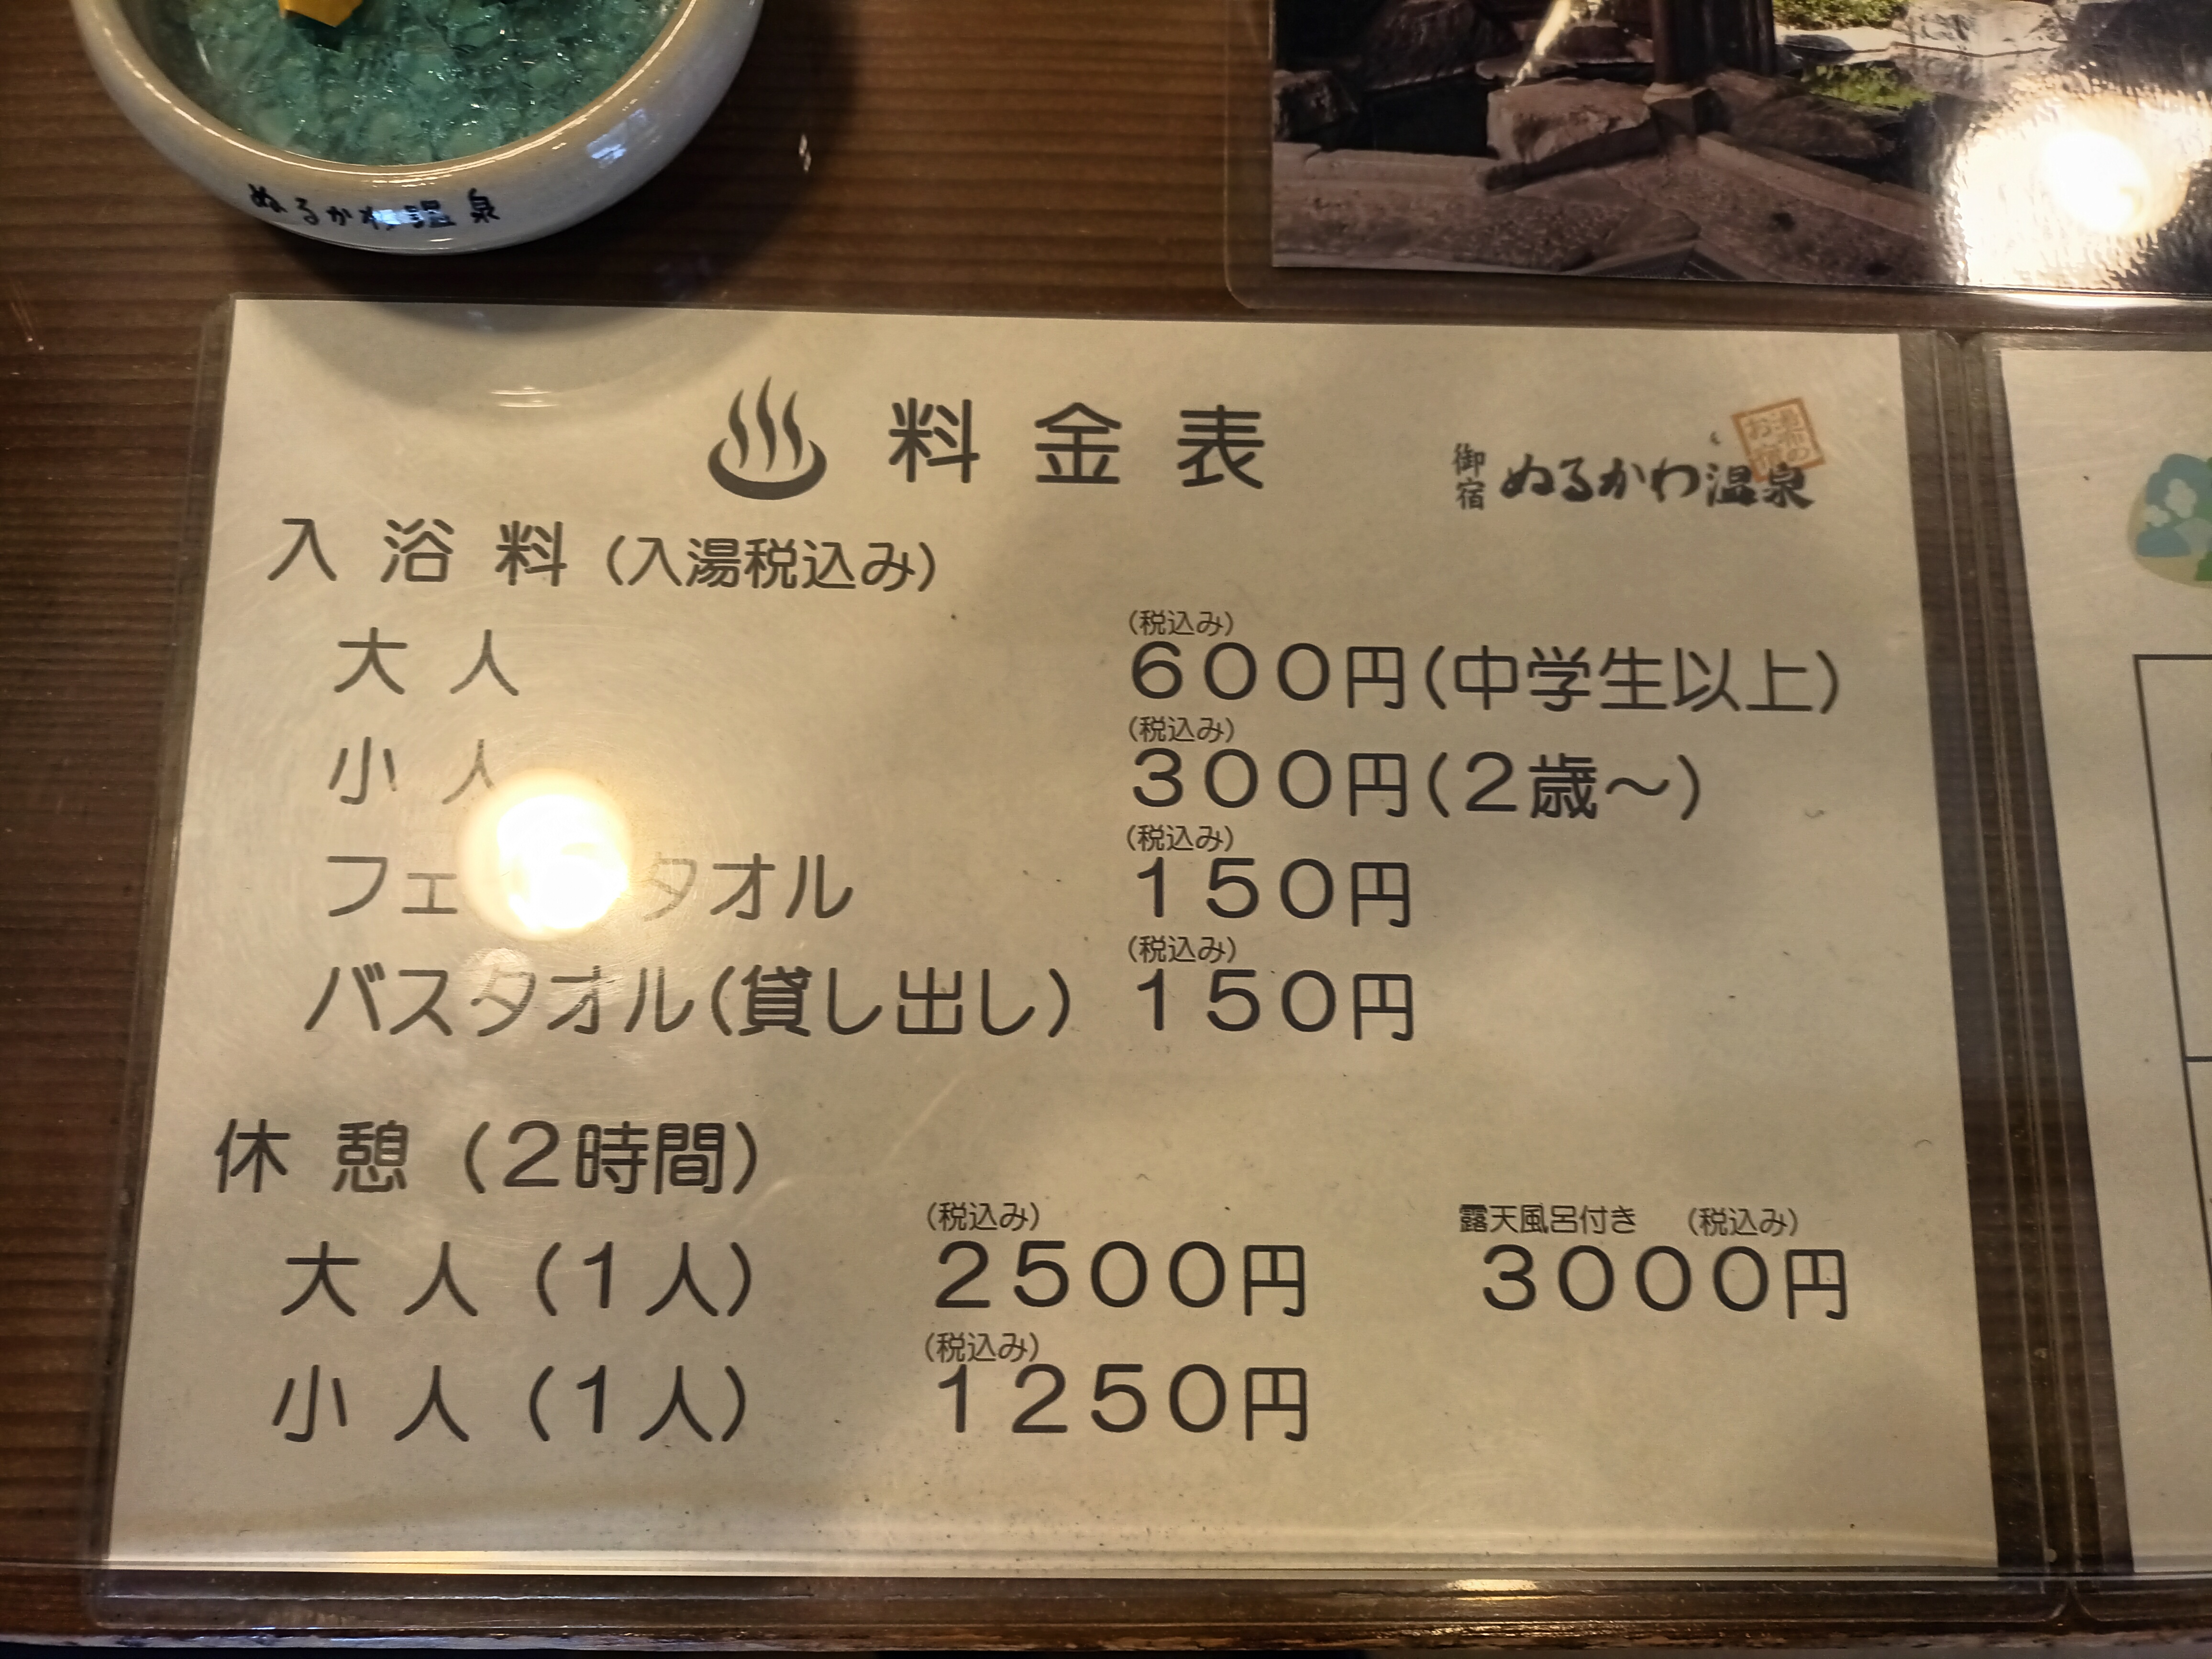 ぬるかわ温泉
料金表
御宿 ぬるかわ温泉
入浴料(入湯税込み)
(税込み)
大人 600円(中学生以上)
(税込み)
小人 300円(2歳～)
(税込み)
フェ タオル 150円
(税込み)
バスタオル(貸し出し) 150円
休憩(2時間)
(税込み) 露天風呂付き (税込み)
大人(1人) 2500円 3000円
(税込み)
小人(1人) 1250円